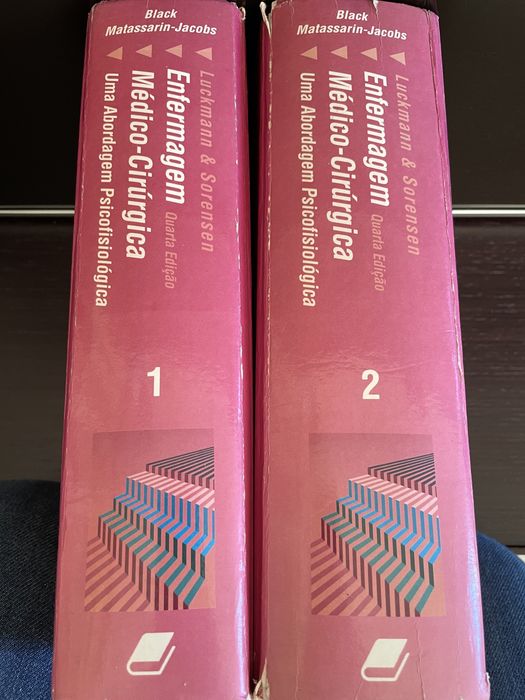 Black
Matassarin-Jacobs
Luckmann & Sorensen
Enfermagem
Médico-Cirúrgica Quarta Edição
Uma Abordagem Psicofisiológica
1
Black
Matassarin-Jacobs
Luckmann & Sorensen
Enfermagem
Médico-Cirúrgica Quarta Edição
Uma Abordagem Psicofisiológica
2